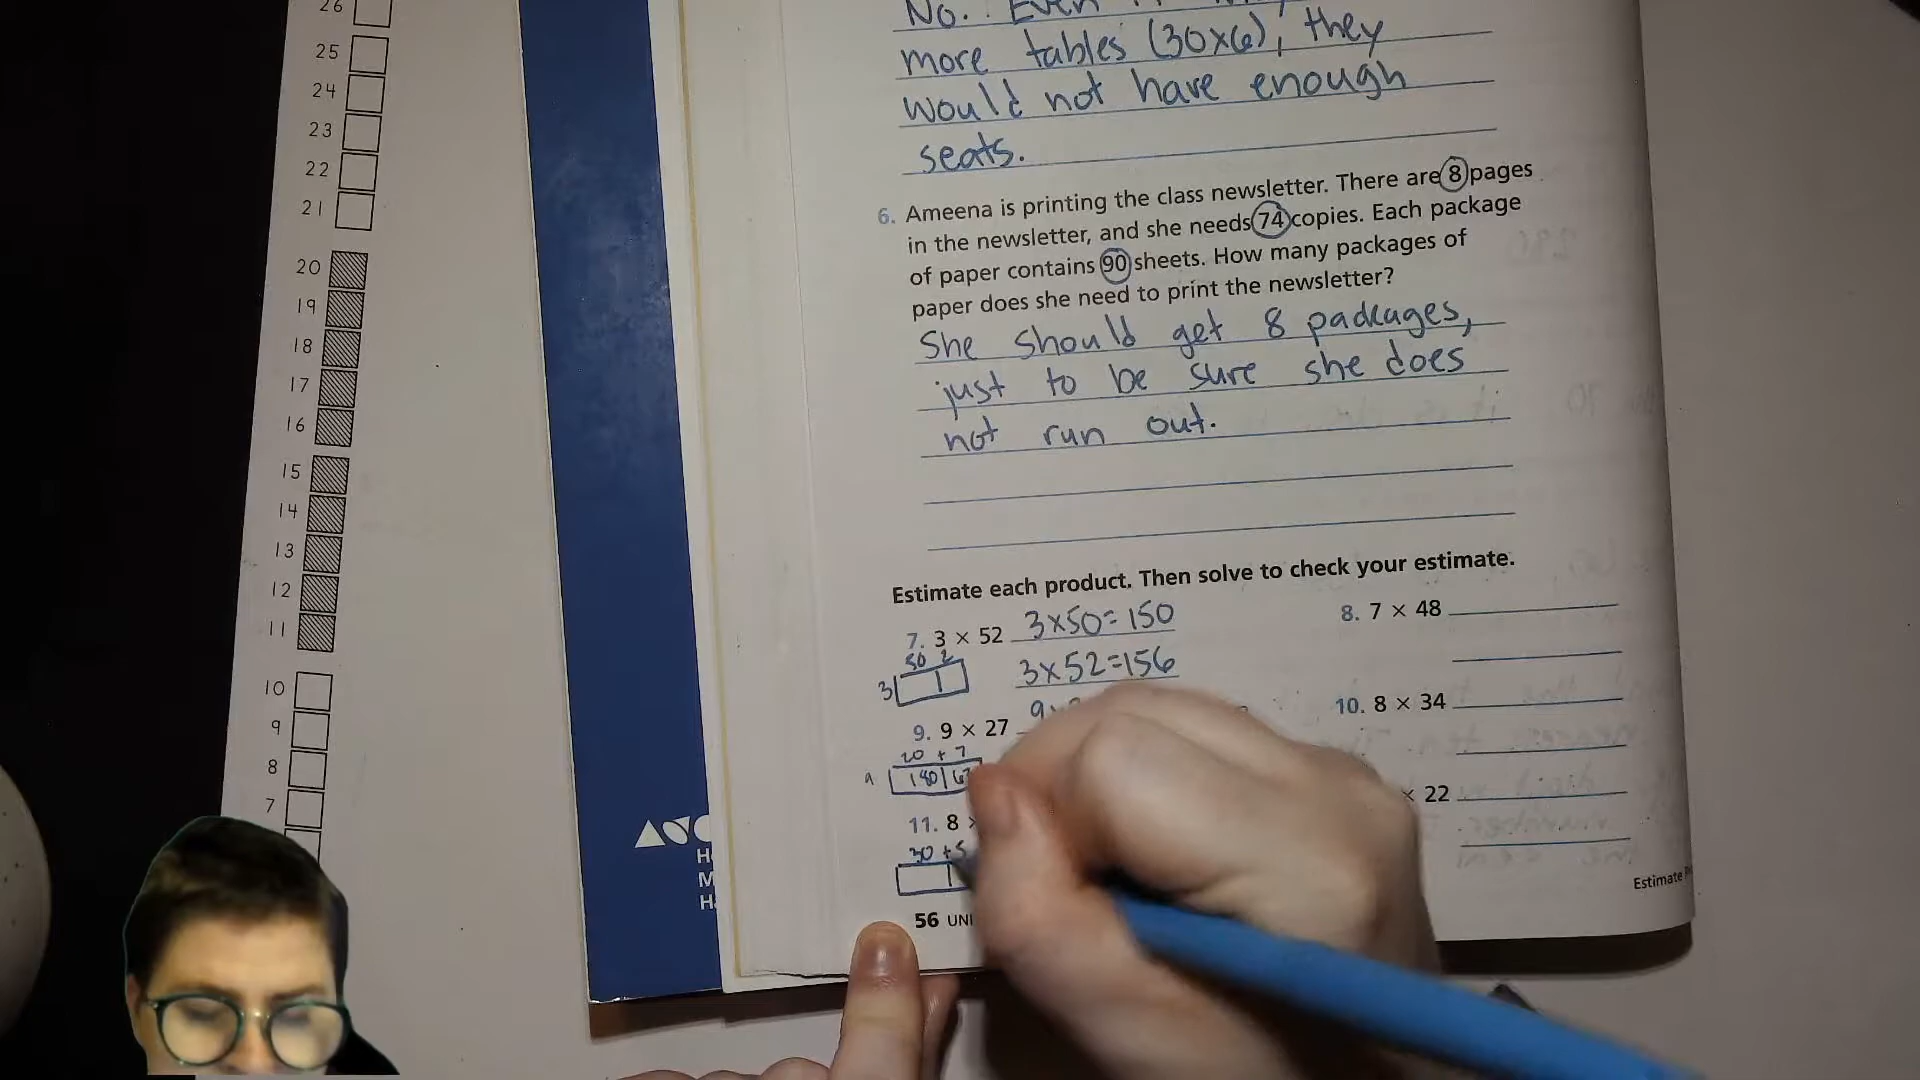 26
25
24
23
22
21
20
19
18
17
16
15
14
13
12
11
10
9
8
7
No. Even
more tables (30x6), they
would not have enough
seats.
6. Ameena is printing the class newsletter. There are 8 pages
in the newsletter, and she needs 74 copies. Each package
of paper contains 90 sheets. How many packages of
paper does she need to print the newsletter?
She should get 8 packages,
just to be sure she does
not run out.
Estimate each product. Then solve to check your estimate.
7. 3 × 52 3x50=150
50 2
3
3x52=156
8. 7 × 48
9. 9 × 27
20 + 7
9 180
10. 8 × 34
11. 8 ×
30 + 5
× 22
56 UNI
Estimate
H
M
H